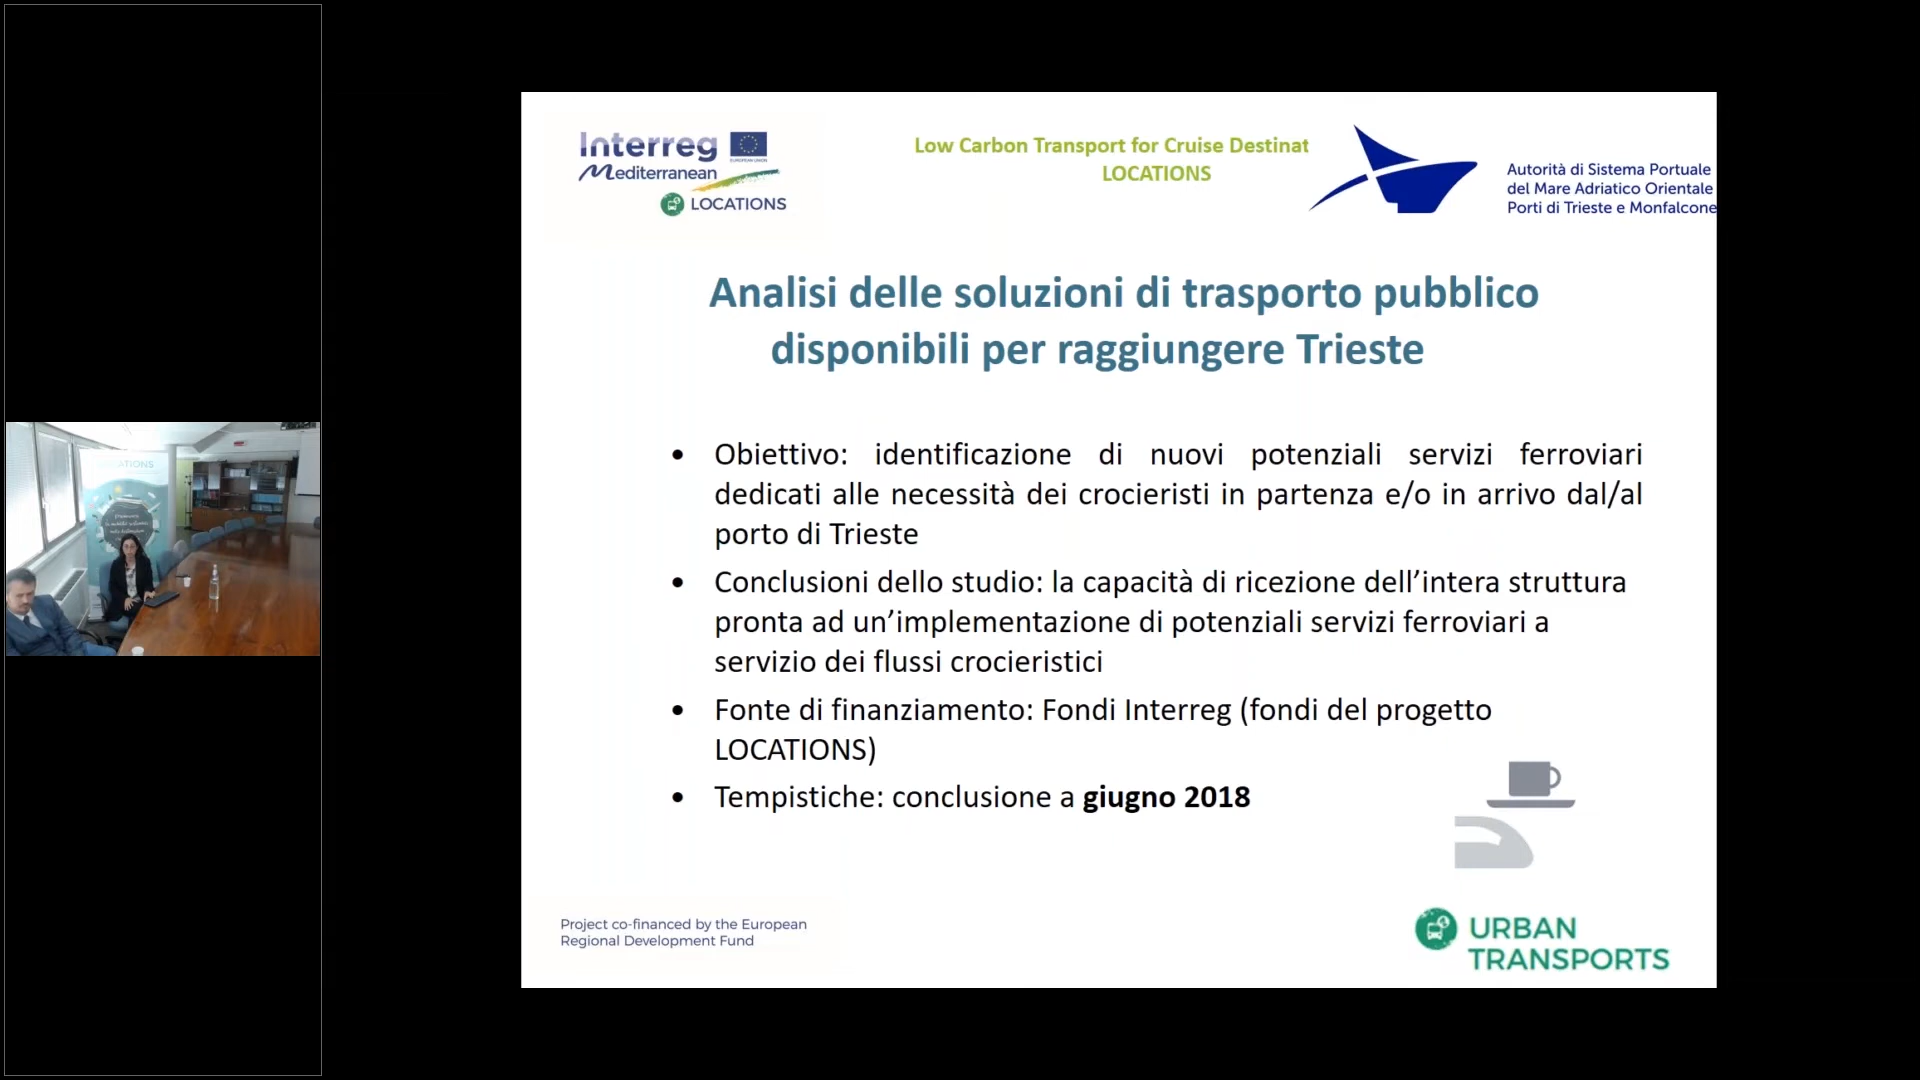 Interreg
EUROPEAN UNION
Mediterranean
LOCATIONS
Low Carbon Transport for Cruise Destinat
LOCATIONS
Autorità di Sistema Portuale
del Mare Adriatico Orientale
Porti di Trieste e Monfalcone
Analisi delle soluzioni di trasporto pubblico
disponibili per raggiungere Trieste
• Obiettivo: identificazione di nuovi potenziali servizi ferroviari
dedicati alle necessità dei crocieristi in partenza e/o in arrivo dal/al
porto di Trieste
• Conclusioni dello studio: la capacità di ricezione dell’intera struttura
pronta ad un’implementazione di potenziali servizi ferroviari a
servizio dei flussi crocieristici
• Fonte di finanziamento: Fondi Interreg (fondi del progetto
LOCATIONS)
• Tempistiche: conclusione a giugno 2018
Project co-financed by the European
Regional Development Fund
URBAN
TRANSPORTS